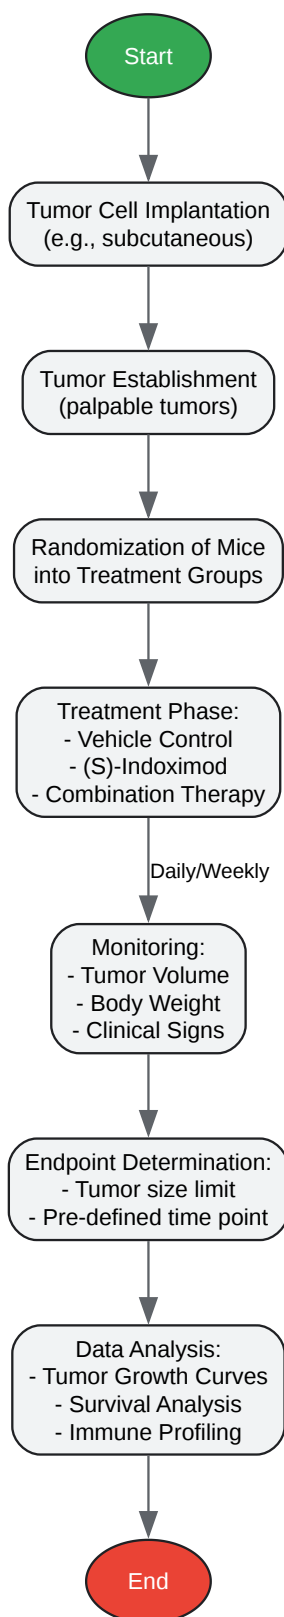 Start
Tumor Cell Implantation
(e.g., subcutaneous)
Tumor Establishment
(palpable tumors)
Randomization of Mice
into Treatment Groups
Treatment Phase:
- Vehicle Control
- (S)-Indoximod
- Combination Therapy
Daily/Weekly
Monitoring:
- Tumor Volume
- Body Weight
- Clinical Signs
Endpoint Determination:
- Tumor size limit
- Pre-defined time point
Data Analysis:
- Tumor Growth Curves
- Survival Analysis
- Immune Profiling
End